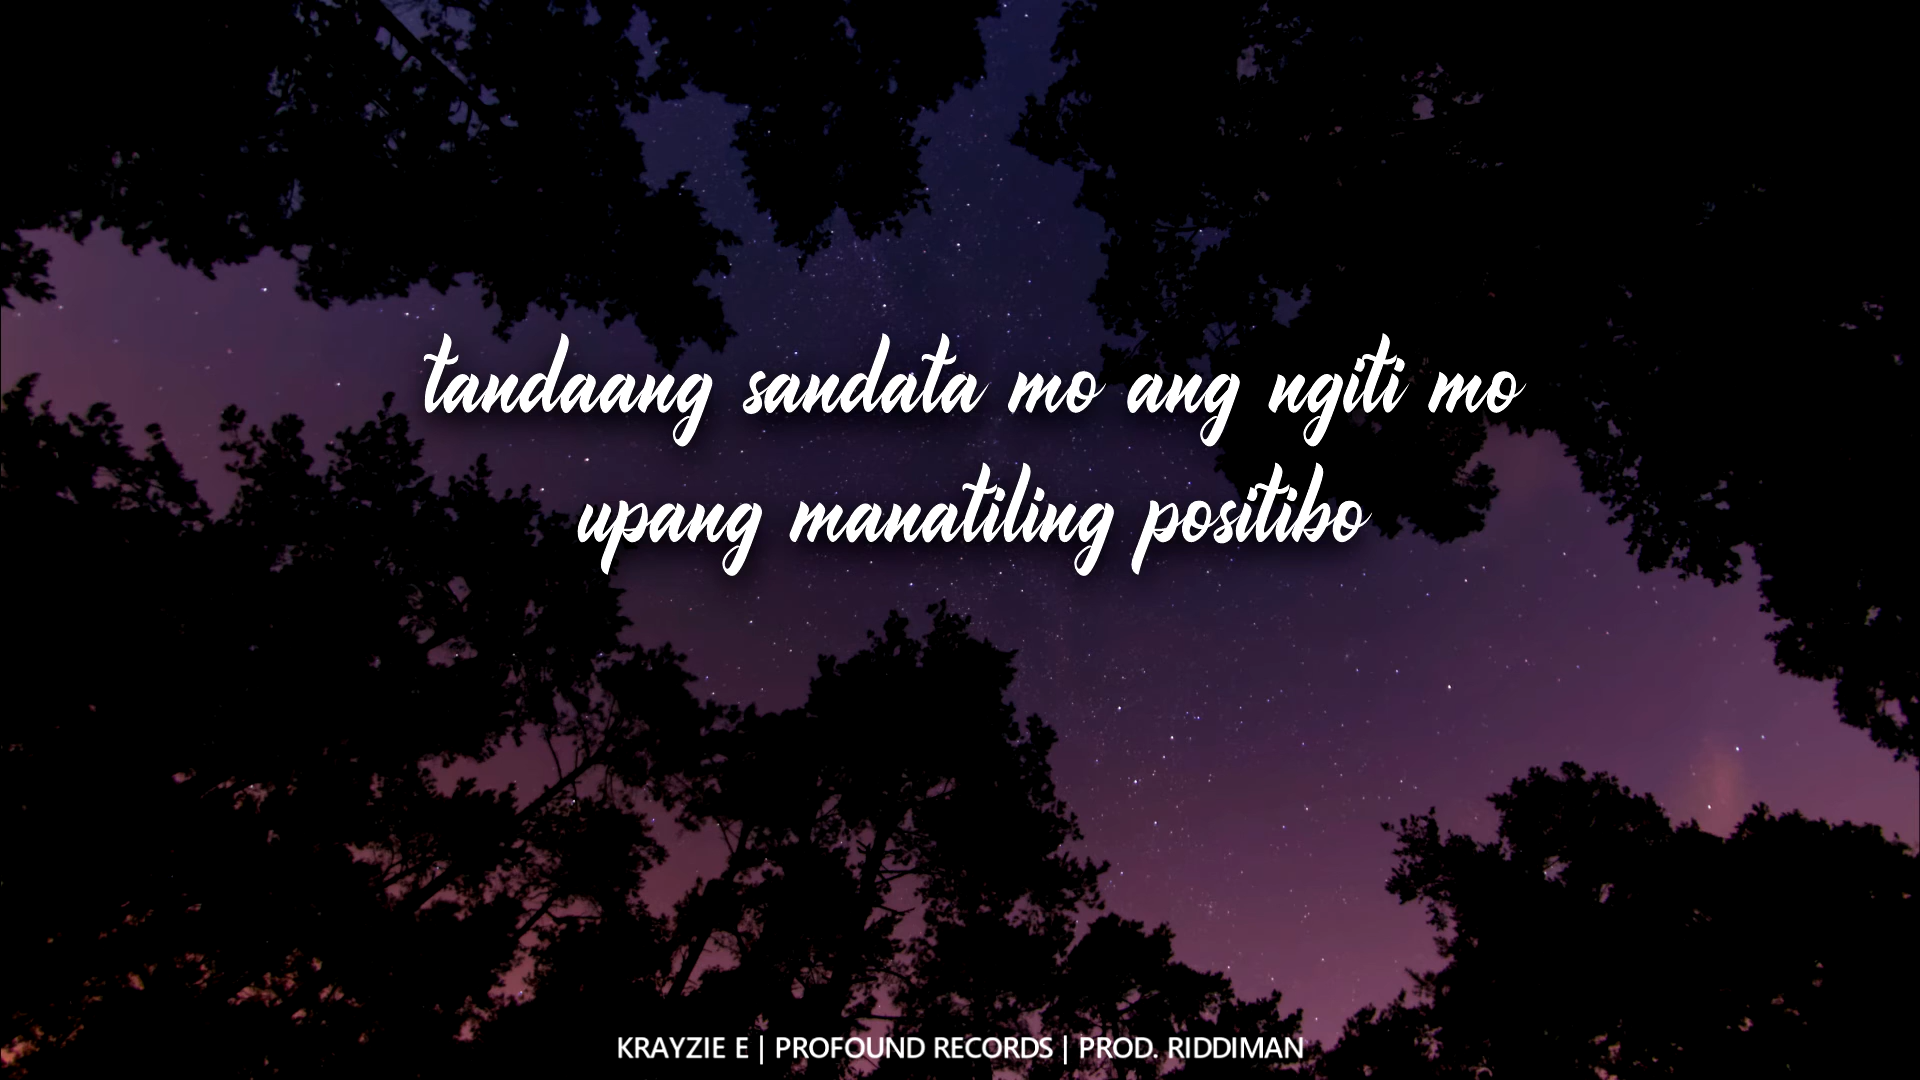 tandaang sandata mo ang ngiti mo
upang manatiling positibo
KRAYZIE E | PROFOUND RECORDS | PROD. RIDDIMAN